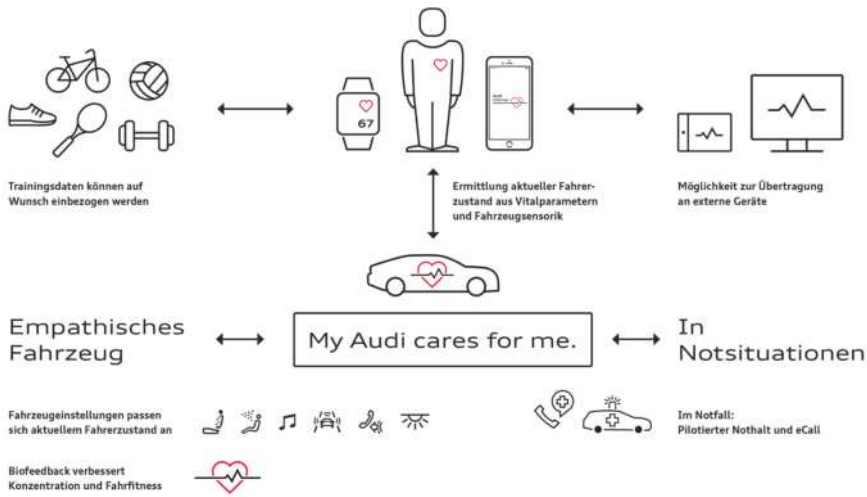 67
Audi
Trainingsdaten können auf
Wunsch einbezogen werden
Ermittlung aktueller Fahrer-
zustand aus Vitalparametern
und Fahrzeugsensorik
Möglichkeit zur Übertragung
an externe Geräte
Empathisches
Fahrzeug
My Audi cares for me.
In
Notsituationen
Fahrzeugeinstellungen passen
sich aktuellem Fahrerzustand an
Im Notfall:
Pilotierter Nothalt und eCall
Biofeedback verbessert
Konzentration und Fahrfitness